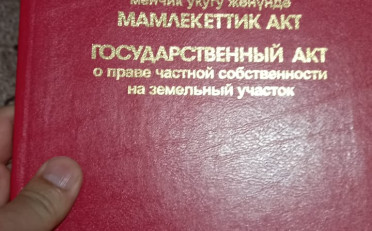 менчик укугу жөнүндө
МАМЛЕКЕТТИК АКТ
ГОСУДАРСТВЕННЫЙ АКТ
о праве частной собственности
на земельный участок